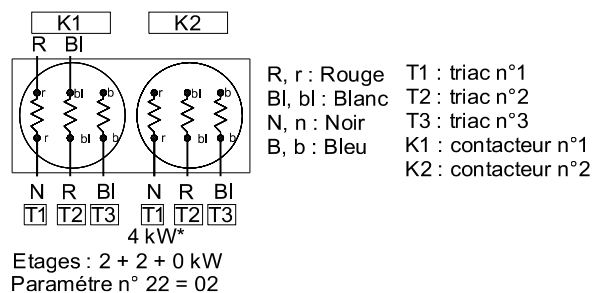 K1 K2
R Bl
r bl b r bl b
r bl b r bl b
N R Bl N R Bl
T1 T2 T3 T1 T2 T3
4 kW*
Etages : 2 + 2 + 0 kW
Paramétre n° 22 = 02
R, r : Rouge
Bl, bl : Blanc
N, n : Noir
B, b : Bleu
T1 : triac n°1
T2 : triac n°2
T3 : triac n°3
K1 : contacteur n°1
K2 : contacteur n°2